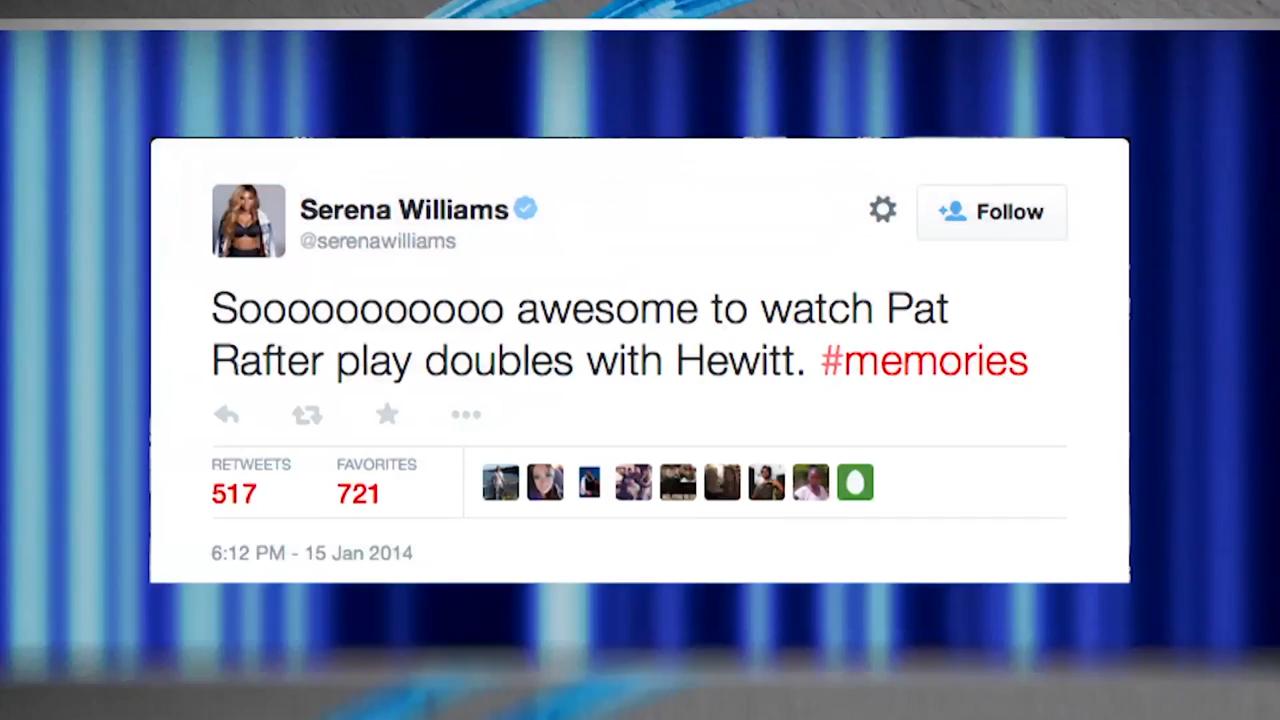 Serena Williams
@serenawilliams
Follow
Sooooooooooo awesome to watch Pat
Rafter play doubles with Hewitt. #memories
RETWEETS FAVORITES
517 721
6:12 PM - 15 Jan 2014